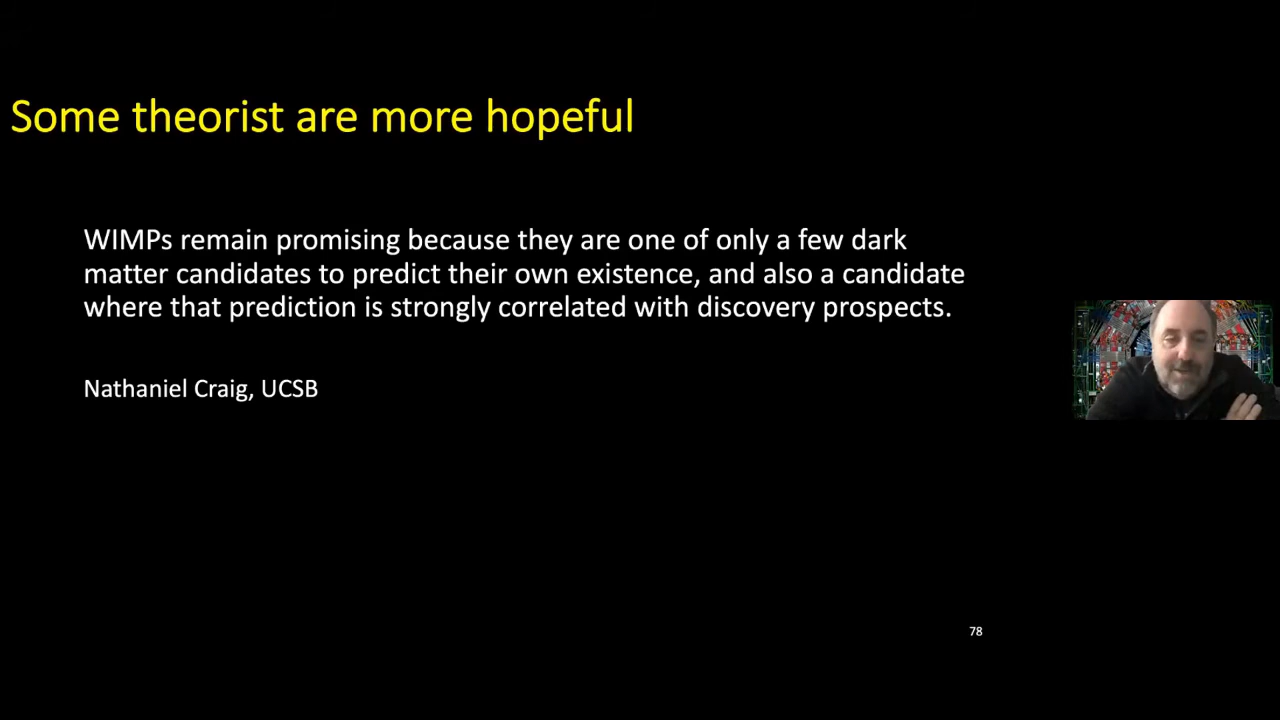 Some theorist are more hopeful
WIMPs remain promising because they are one of only a few dark
matter candidates to predict their own existence, and also a candidate
where that prediction is strongly correlated with discovery prospects.
Nathaniel Craig, UCSB
78